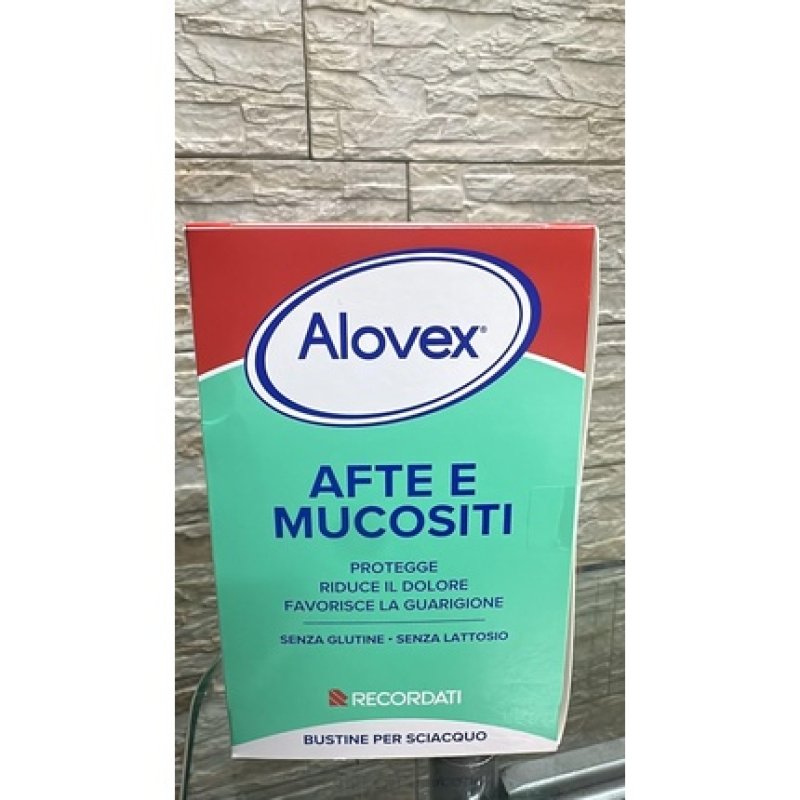 Alovex®
AFTE E
MUCOSITI
PROTEGGE
RIDUCE IL DOLORE
FAVORISCE LA GUARIGIONE
SENZA GLUTINE • SENZA LATTOSIO
RECORDATI
BUSTINE PER SCIACQUO